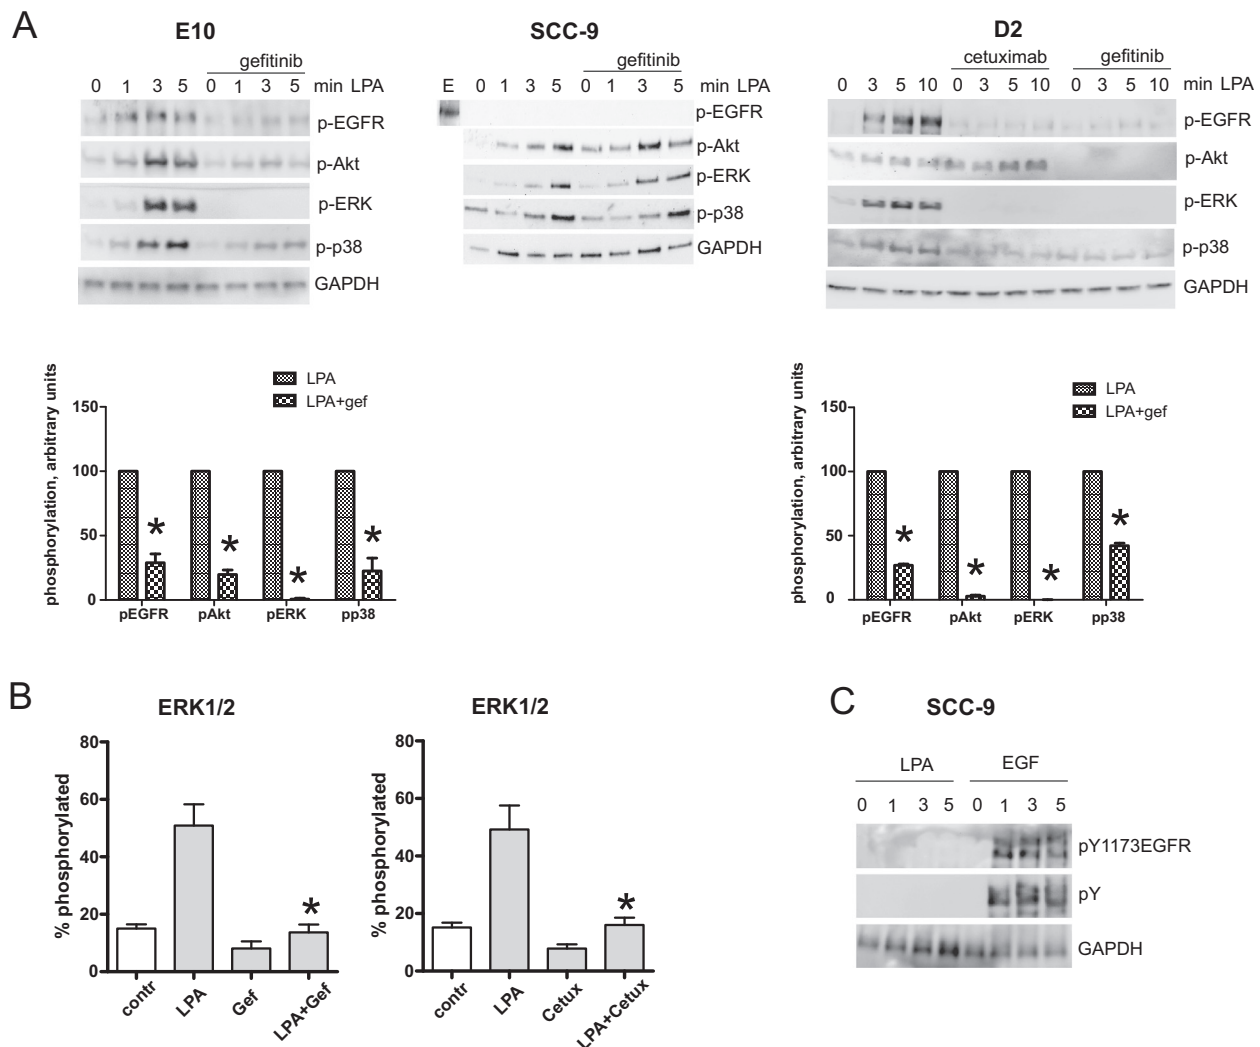 A
E10
gefitinib
0 1 3 5 0 1 3 5 min LPA
p-EGFR
p-Akt
p-ERK
p-p38
GAPDH
SCC-9
gefitinib
E 0 1 3 5 0 1 3 5 min LPA
p-EGFR
p-Akt
p-ERK
p-p38
GAPDH
D2
cetuximab gefitinib
0 3 5 10 0 3 5 10 0 3 5 10 min LPA
p-EGFR
p-Akt
p-ERK
p-p38
GAPDH
phosphorylation, arbitrary units
LPA
LPA+gef
150
100
50
0
* * * *
pEGFR pAkt pERK pp38
phosphorylation, arbitrary units
LPA
LPA+gef
150
100
50
0
* * * *
pEGFR pAkt pERK pp38
B
ERK1/2
% phosphorylated
80
60
40
20
0
*
contr LPA Gef LPA+Gef
ERK1/2
% phosphorylated
80
60
40
20
0
*
contr LPA Cetux LPA+Cetux
C
SCC-9
LPA EGF
0 1 3 5 0 1 3 5
pY1173EGFR
pY
GAPDH